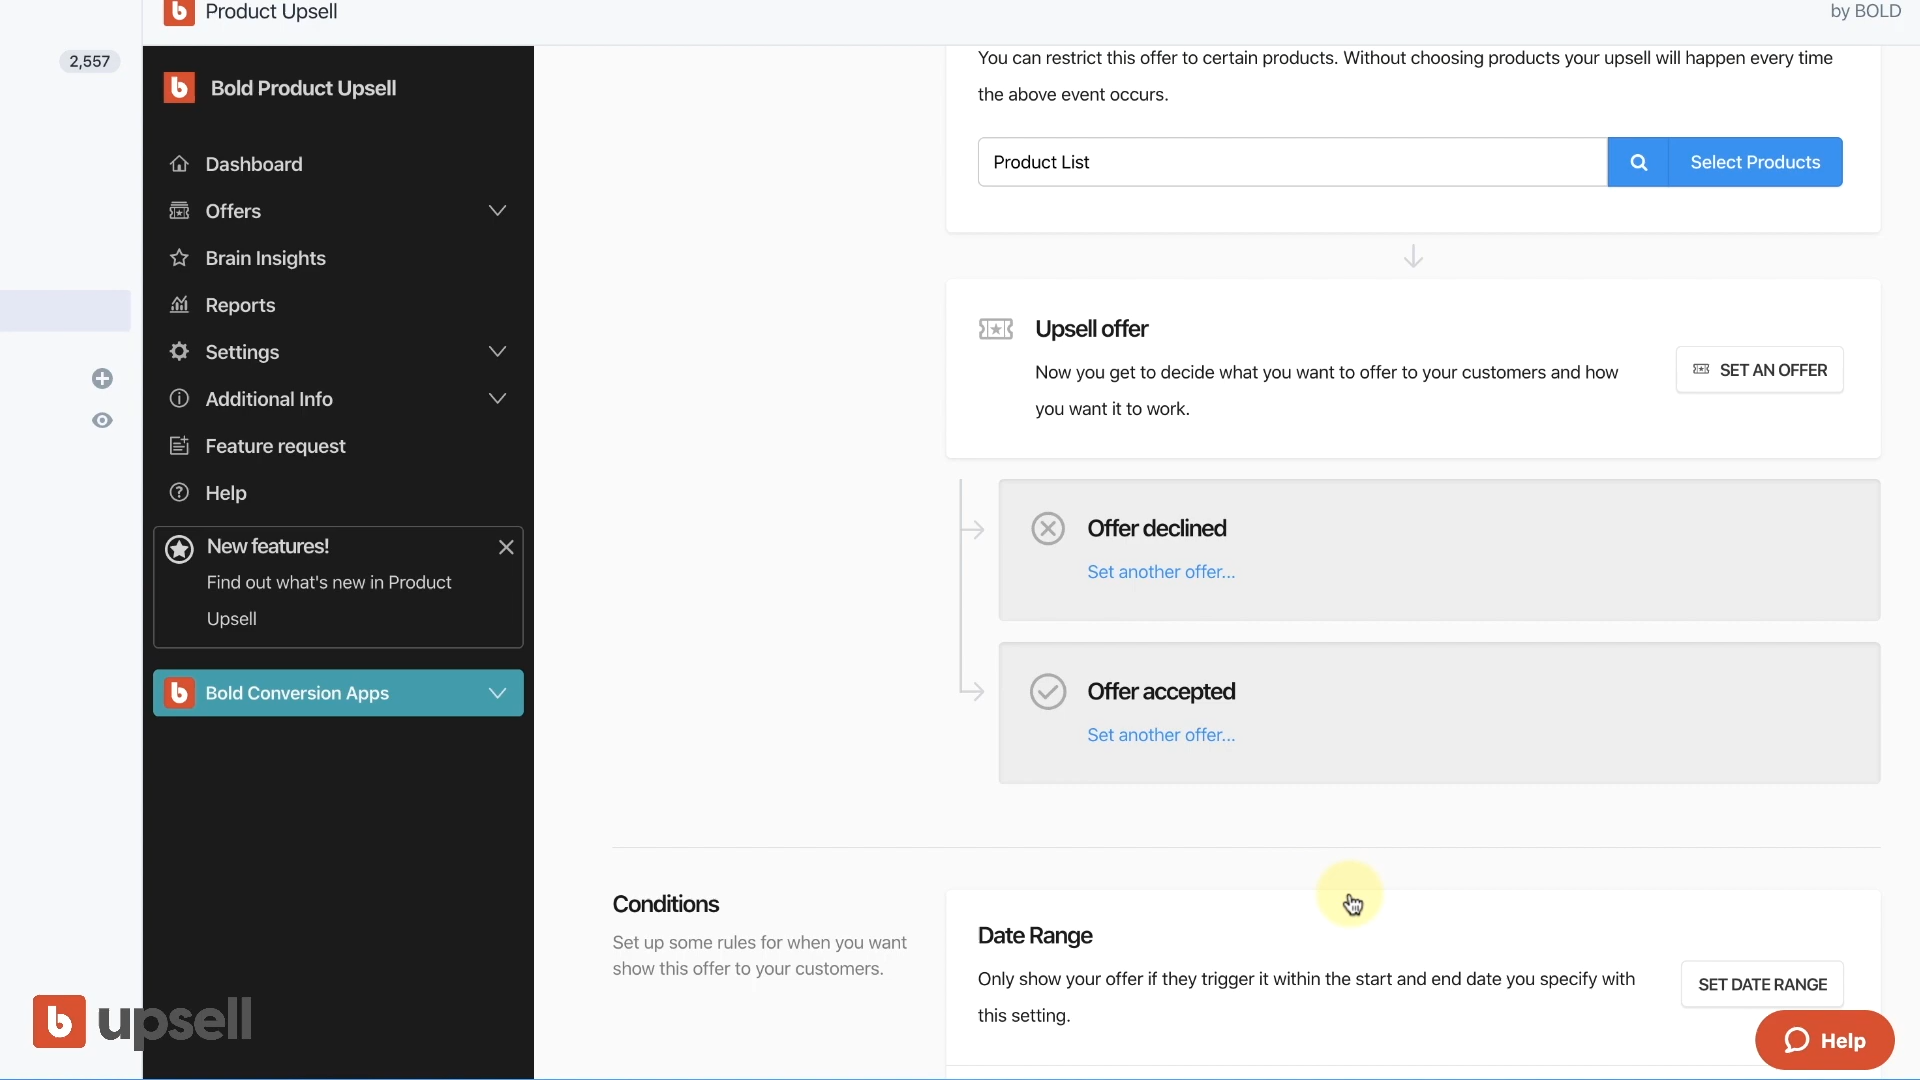 Product Upsell
by BOLD
2,557
Bold Product Upsell
Dashboard
Offers
Brain Insights
Reports
Settings
Additional Info
Feature request
Help
New features!
Find out what's new in Product
Upsell
Bold Conversion Apps
upsell
You can restrict this offer to certain products. Without choosing products your upsell will happen every time
the above event occurs.
Product List
Select Products
Upsell offer
Now you get to decide what you want to offer to your customers and how
you want it to work.
SET AN OFFER
Offer declined
Set another offer...
Offer accepted
Set another offer...
Conditions
Set up some rules for when you want
show this offer to your customers.
Date Range
Only show your offer if they trigger it within the start and end date you specify with
this setting.
SET DATE RANGE
Help